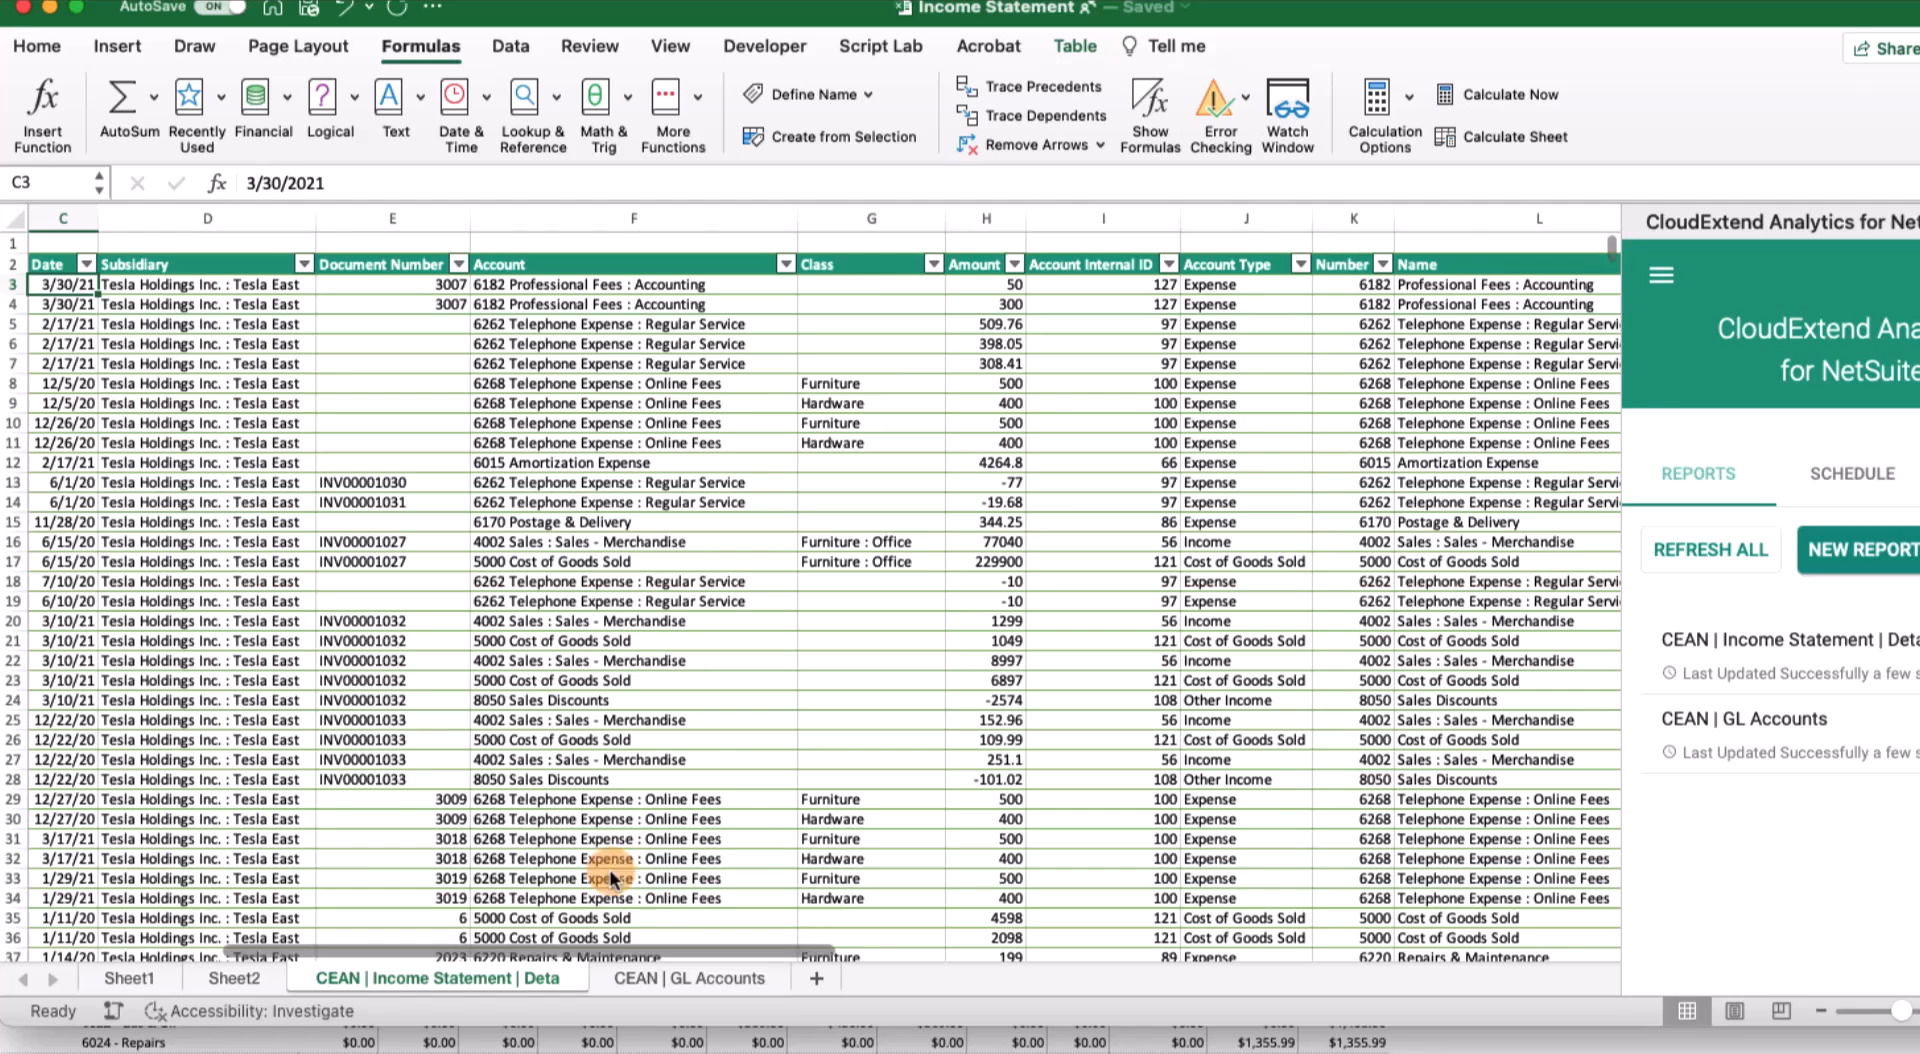 AutoSave ON Income Statement — Saved
Home Insert Draw Page Layout Formulas Data Review View Developer Script Lab Acrobat Table Tell me Share
Insert Function AutoSum Recently Used Financial Logical Text Date & Time Lookup & Reference Math & Trig More Functions
Define Name Create from Selection
Trace Precedents Trace Dependents Remove Arrows
Show Formulas Error Checking Watch Window Calculation Options Calculate Now Calculate Sheet
C3 fx 3/30/2021
C D E F G H I J K L
1
2 Date Subsidiary Document Number Account Class Amount Account Internal ID Account Type Number Name
3 3/30/21 Tesla Holdings Inc. : Tesla East 3007 6182 Professional Fees : Accounting 50 127 Expense 6182 Professional Fees : Accounting
4 3/30/21 Tesla Holdings Inc. : Tesla East 3007 6182 Professional Fees : Accounting 300 127 Expense 6182 Professional Fees : Accounting
5 2/17/21 Tesla Holdings Inc. : Tesla East 6262 Telephone Expense : Regular Service 509.76 97 Expense 6262 Telephone Expense : Regular Servi
6 2/17/21 Tesla Holdings Inc. : Tesla East 6262 Telephone Expense : Regular Service 398.05 97 Expense 6262 Telephone Expense : Regular Servi
7 2/17/21 Tesla Holdings Inc. : Tesla East 6262 Telephone Expense : Regular Service 308.41 97 Expense 6262 Telephone Expense : Regular Servi
8 12/5/20 Tesla Holdings Inc. : Tesla East 6268 Telephone Expense : Online Fees Furniture 500 100 Expense 6268 Telephone Expense : Online Fees
9 12/5/20 Tesla Holdings Inc. : Tesla East 6268 Telephone Expense : Online Fees Hardware 400 100 Expense 6268 Telephone Expense : Online Fees
10 12/26/20 Tesla Holdings Inc. : Tesla East 6268 Telephone Expense : Online Fees Furniture 500 100 Expense 6268 Telephone Expense : Online Fees
11 12/26/20 Tesla Holdings Inc. : Tesla East 6268 Telephone Expense : Online Fees Hardware 400 100 Expense 6268 Telephone Expense : Online Fees
12 2/17/21 Tesla Holdings Inc. : Tesla East 6015 Amortization Expense 4264.8 66 Expense 6015 Amortization Expense
13 6/1/20 Tesla Holdings Inc. : Tesla East INV00001030 6262 Telephone Expense : Regular Service -77 97 Expense 6262 Telephone Expense : Regular Servi
14 6/1/20 Tesla Holdings Inc. : Tesla East INV00001031 6262 Telephone Expense : Regular Service -19.68 97 Expense 6262 Telephone Expense : Regular Servi
15 11/28/20 Tesla Holdings Inc. : Tesla East 6170 Postage & Delivery 344.25 86 Expense 6170 Postage & Delivery
16 6/15/20 Tesla Holdings Inc. : Tesla East INV00001027 4002 Sales : Sales - Merchandise Furniture : Office 77040 56 Income 4002 Sales : Sales - Merchandise
17 6/15/20 Tesla Holdings Inc. : Tesla East INV00001027 5000 Cost of Goods Sold Furniture : Office 229900 121 Cost of Goods Sold 5000 Cost of Goods Sold
18 7/10/20 Tesla Holdings Inc. : Tesla East 6262 Telephone Expense : Regular Service -10 97 Expense 6262 Telephone Expense : Regular Servi
19 6/10/20 Tesla Holdings Inc. : Tesla East 6262 Telephone Expense : Regular Service -10 97 Expense 6262 Telephone Expense : Regular Servi
20 3/10/21 Tesla Holdings Inc. : Tesla East INV00001032 4002 Sales : Sales - Merchandise 1299 56 Income 4002 Sales : Sales - Merchandise
21 3/10/21 Tesla Holdings Inc. : Tesla East INV00001032 5000 Cost of Goods Sold 1049 121 Cost of Goods Sold 5000 Cost of Goods Sold
22 3/10/21 Tesla Holdings Inc. : Tesla East INV00001032 4002 Sales : Sales - Merchandise 8997 56 Income 4002 Sales : Sales - Merchandise
23 3/10/21 Tesla Holdings Inc. : Tesla East INV00001032 5000 Cost of Goods Sold 6897 121 Cost of Goods Sold 5000 Cost of Goods Sold
24 3/10/21 Tesla Holdings Inc. : Tesla East INV00001032 8050 Sales Discounts -2574 108 Other Income 8050 Sales Discounts
25 12/22/20 Tesla Holdings Inc. : Tesla East INV00001033 4002 Sales : Sales - Merchandise 152.96 56 Income 4002 Sales : Sales - Merchandise
26 12/22/20 Tesla Holdings Inc. : Tesla East INV00001033 5000 Cost of Goods Sold 109.99 121 Cost of Goods Sold 5000 Cost of Goods Sold
27 12/22/20 Tesla Holdings Inc. : Tesla East INV00001033 4002 Sales : Sales - Merchandise 251.1 56 Income 4002 Sales : Sales - Merchandise
28 12/22/20 Tesla Holdings Inc. : Tesla East INV00001033 8050 Sales Discounts -101.02 108 Other Income 8050 Sales Discounts
29 12/27/20 Tesla Holdings Inc. : Tesla East 3009 6268 Telephone Expense : Online Fees Furniture 500 100 Expense 6268 Telephone Expense : Online Fees
30 12/27/20 Tesla Holdings Inc. : Tesla East 3009 6268 Telephone Expense : Online Fees Hardware 400 100 Expense 6268 Telephone Expense : Online Fees
31 3/17/21 Tesla Holdings Inc. : Tesla East 3018 6268 Telephone Expense : Online Fees Furniture 500 100 Expense 6268 Telephone Expense : Online Fees
32 3/17/21 Tesla Holdings Inc. : Tesla East 3018 6268 Telephone Expense : Online Fees Hardware 400 100 Expense 6268 Telephone Expense : Online Fees
33 1/29/21 Tesla Holdings Inc. : Tesla East 3019 6268 Telephone Expense : Online Fees Furniture 500 100 Expense 6268 Telephone Expense : Online Fees
34 1/29/21 Tesla Holdings Inc. : Tesla East 3019 6268 Telephone Expense : Online Fees Hardware 400 100 Expense 6268 Telephone Expense : Online Fees
35 1/11/20 Tesla Holdings Inc. : Tesla East 6 5000 Cost of Goods Sold 4598 121 Cost of Goods Sold 5000 Cost of Goods Sold
36 1/11/20 Tesla Holdings Inc. : Tesla East 6 5000 Cost of Goods Sold 2098 121 Cost of Goods Sold 5000 Cost of Goods Sold
37 1/14/20 Tesla Holdings Inc. : Tesla East 2023 6220 Repairs & Maintenance Furniture 199 89 Expense 6220 Repairs & Maintenance
CloudExtend Analytics for Net
CloudExtend Ana
for NetSuite
REPORTS SCHEDULE
REFRESH ALL NEW REPORT
CEAN | Income Statement | Deta
Last Updated Successfully a few s
CEAN | GL Accounts
Last Updated Successfully a few s
Sheet1 Sheet2 CEAN | Income Statement | Deta CEAN | GL Accounts +
Ready Accessibility: Investigate
6024 - Repairs $0.00 $0.00 $0.00 $0.00 $0.00 $0.00 $0.00 $0.00 $0.00 $0.00 $0.00 $1,355.99 $1,355.99